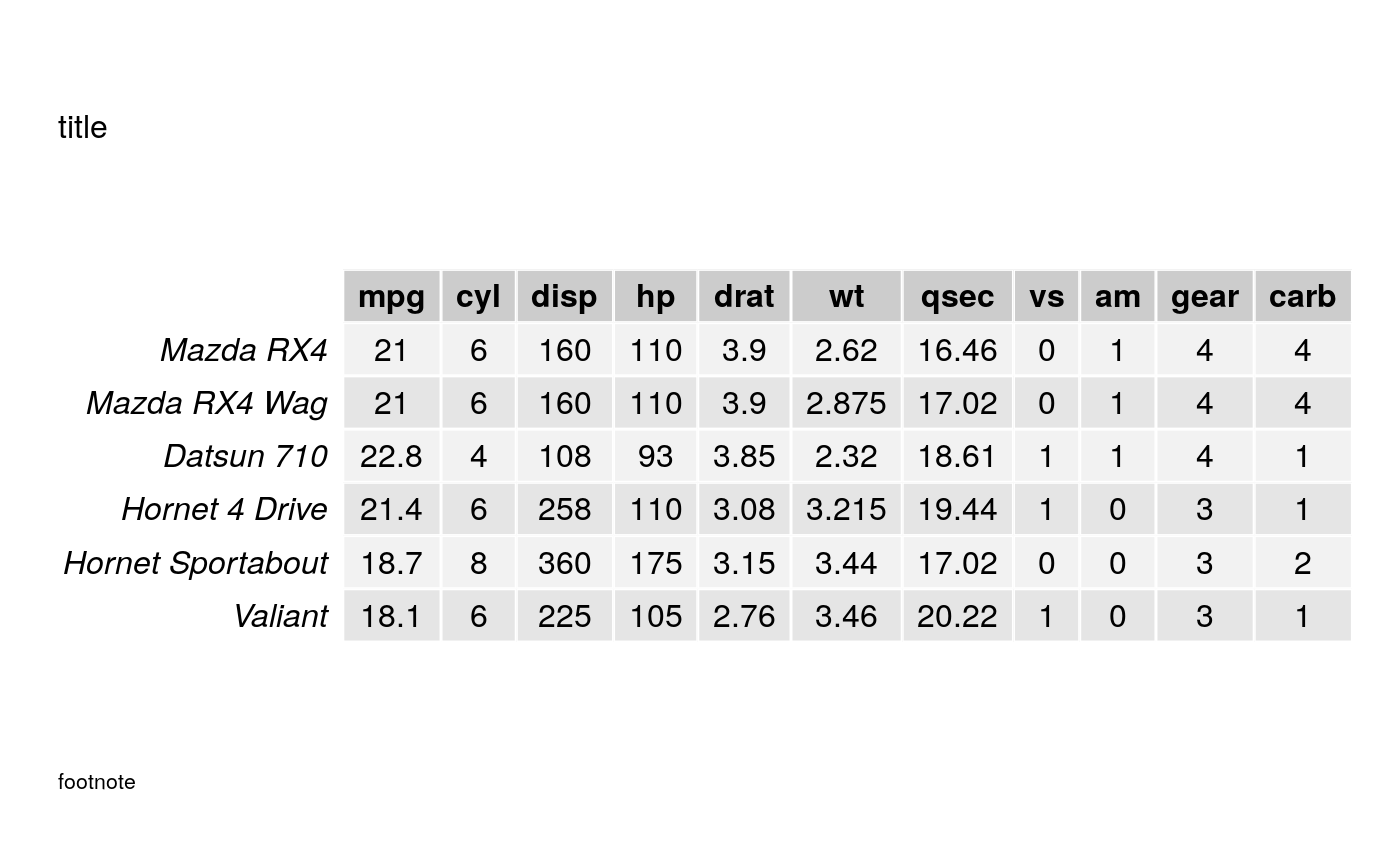 title
mpg cyl disp hp drat wt qsec vs am gear carb
Mazda RX4 21 6 160 110 3.9 2.62 16.46 0 1 4 4
Mazda RX4 Wag 21 6 160 110 3.9 2.875 17.02 0 1 4 4
Datsun 710 22.8 4 108 93 3.85 2.32 18.61 1 1 4 1
Hornet 4 Drive 21.4 6 258 110 3.08 3.215 19.44 1 0 3 1
Hornet Sportabout 18.7 8 360 175 3.15 3.44 17.02 0 0 3 2
Valiant 18.1 6 225 105 2.76 3.46 20.22 1 0 3 1
footnote